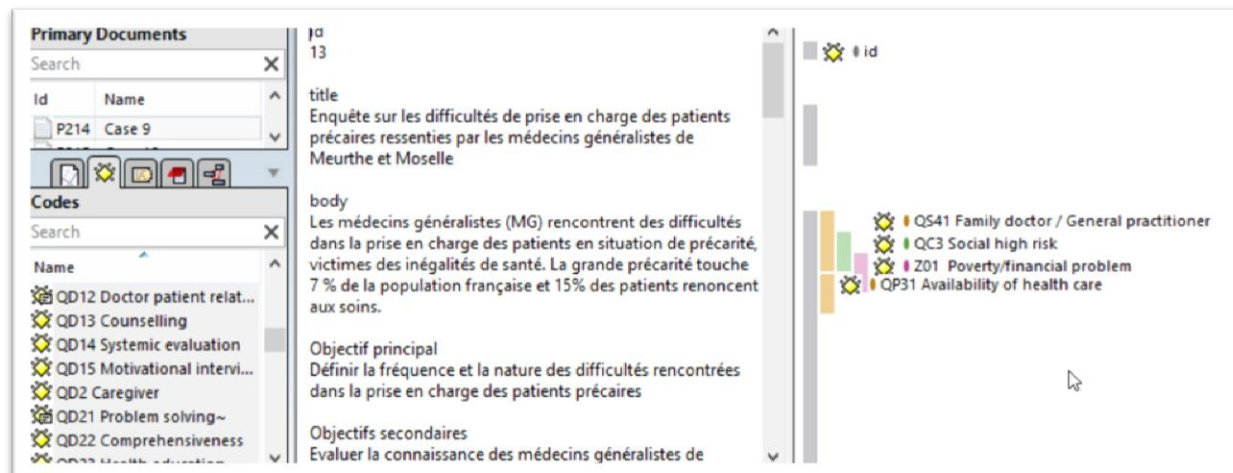 Primary Documents
Search
Id Name
P214 Case 9
Codes
Search
Name
QD12 Doctor patient relat...
QD13 Counselling
QD14 Systemic evaluation
QD15 Motivational intervi...
QD2 Caregiver
QD21 Problem solving~
QD22 Comprehensiveness
id
13
title
Enquête sur les difficultés de prise en charge des patients
précaires ressenties par les médecins généralistes de
Meurthe et Moselle
body
Les médecins généralistes (MG) rencontrent des difficultés
dans la prise en charge des patients en situation de précarité,
victimes des inégalités de santé. La grande précarité touche
7 % de la population française et 15% des patients renoncent
aux soins.
Objectif principal
Définir la fréquence et la nature des difficultés rencontrées
dans la prise en charge des patients précaires
Objectifs secondaires
Evaluer la connaissance des médecins généralistes de
id
QS41 Family doctor / General practitioner
QC3 Social high risk
Z01 Poverty/financial problem
QP31 Availability of health care